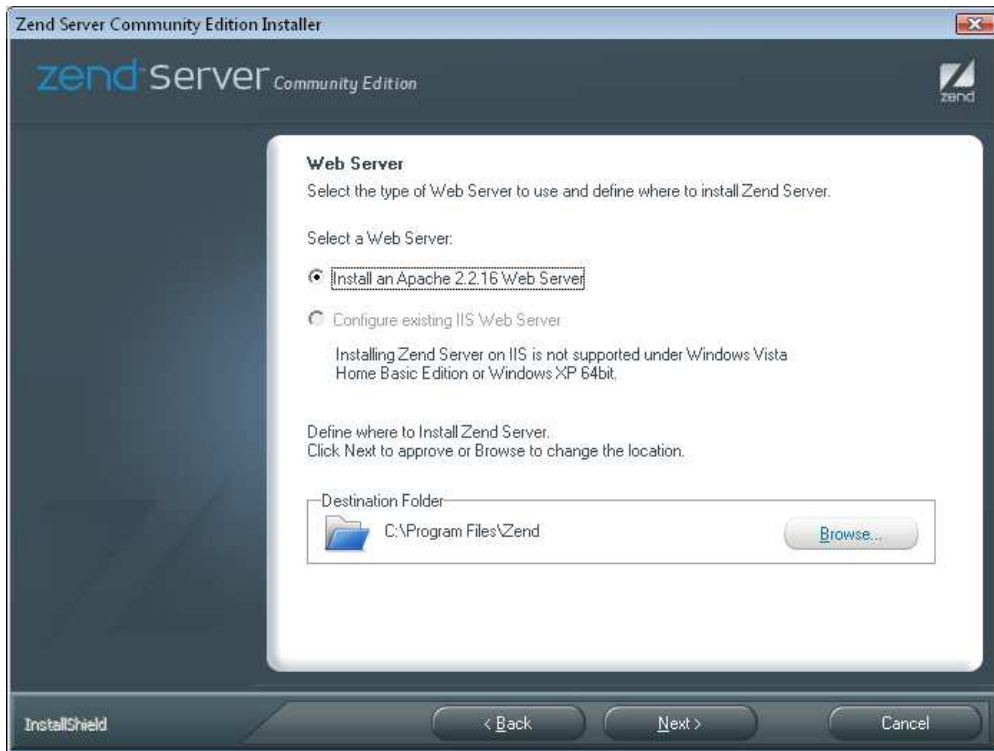 Zend Server Community Edition Installer
zend server Community Edition
zend
Web Server
Select the type of Web Server to use and define where to install Zend Server.
Select a Web Server:
Install an Apache 2.2.16 Web Server
Configure existing IIS Web Server
Installing Zend Server on IIS is not supported under Windows Vista
Home Basic Edition or Windows XP 64bit.
Define where to Install Zend Server.
Click Next to approve or Browse to change the location.
Destination Folder
C:\Program Files\Zend
Browse...
InstallShield
< Back
Next >
Cancel